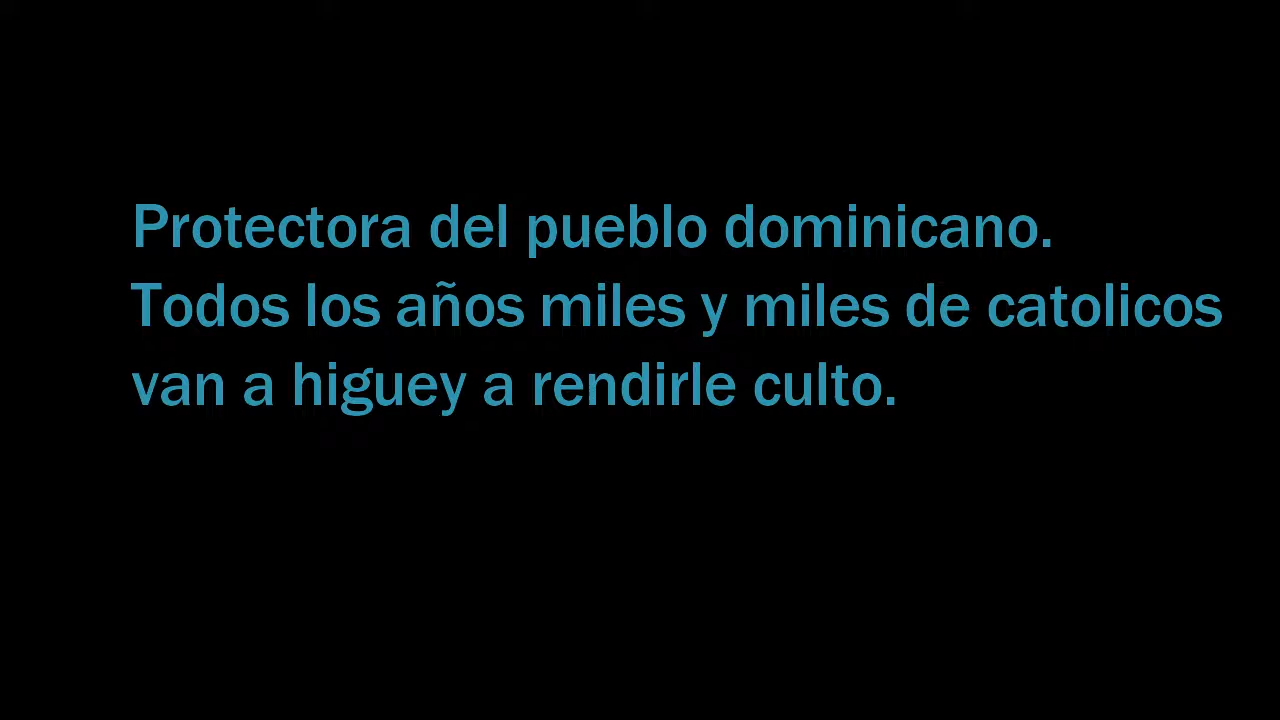 Protectora del pueblo dominicano.
Todos los años miles y miles de catolicos
van a higuey a rendirle culto.